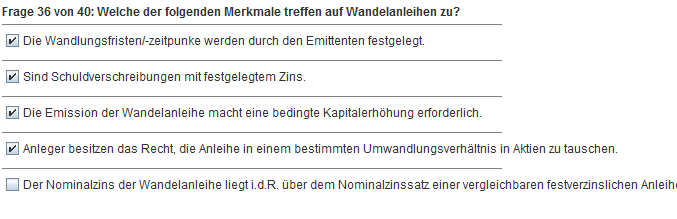 Frage 36 von 40: Welche der folgenden Merkmale treffen auf Wandelanleihen zu?
Die Wandlungsfristen/-zeitpunke werden durch den Emittenten festgelegt.
Sind Schuldverschreibungen mit festgelegtem Zins.
Die Emission der Wandelanleihe macht eine bedingte Kapitalerhöhung erforderlich.
Anleger besitzen das Recht, die Anleihe in einem bestimmten Umwandlungsverhältnis in Aktien zu tauschen.
Der Nominalzins der Wandelanleihe liegt i.d.R. über dem Nominalzinssatz einer vergleichbaren festverzinslichen Anleihe